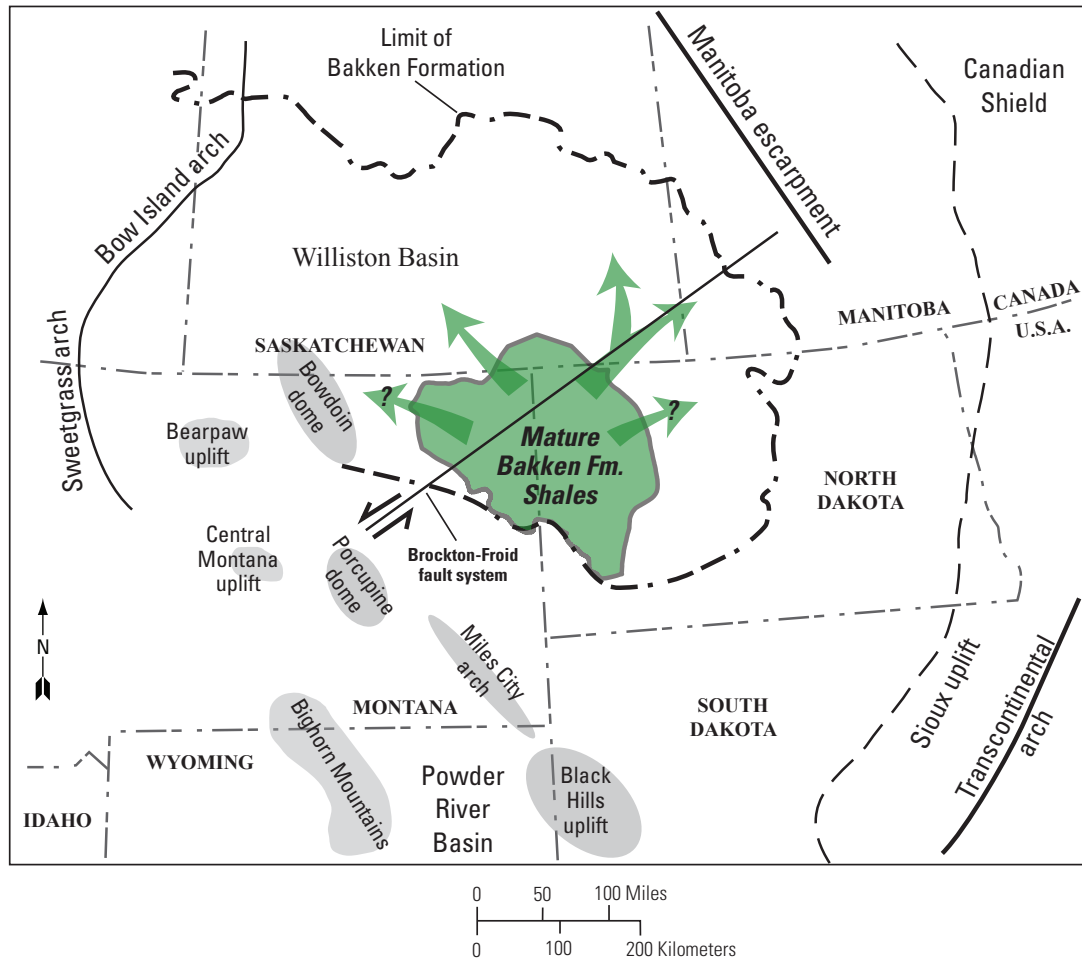 Limit of
Bakken Formation
Manitoba escarpment
Canadian
Shield
Bow Island arch
Williston Basin
MANITOBA
CANADA
U.S.A.
SASKATCHEWAN
Sweetgrass arch
Bowdoin
dome
?
?
Bearpaw
uplift
Mature
Bakken Fm.
Shales
NORTH
DAKOTA
Central
Montana
uplift
Porcupine
dome
Brockton-Froid
fault system
N
Miles City
arch
Sioux uplift
Transcontinental
arch
MONTANA
SOUTH
DAKOTA
WYOMING
Bighorn Mountains
Powder
River
Basin
Black
Hills
uplift
IDAHO
0 50 100 Miles
0 100 200 Kilometers